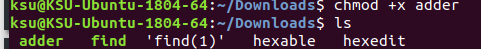 ksu@KSU-Ubuntu-1804-64:~/Downloads$ chmod +x adder
ksu@KSU-Ubuntu-1804-64:~/Downloads$ ls
adder find 'find(1)' hexable hexedit